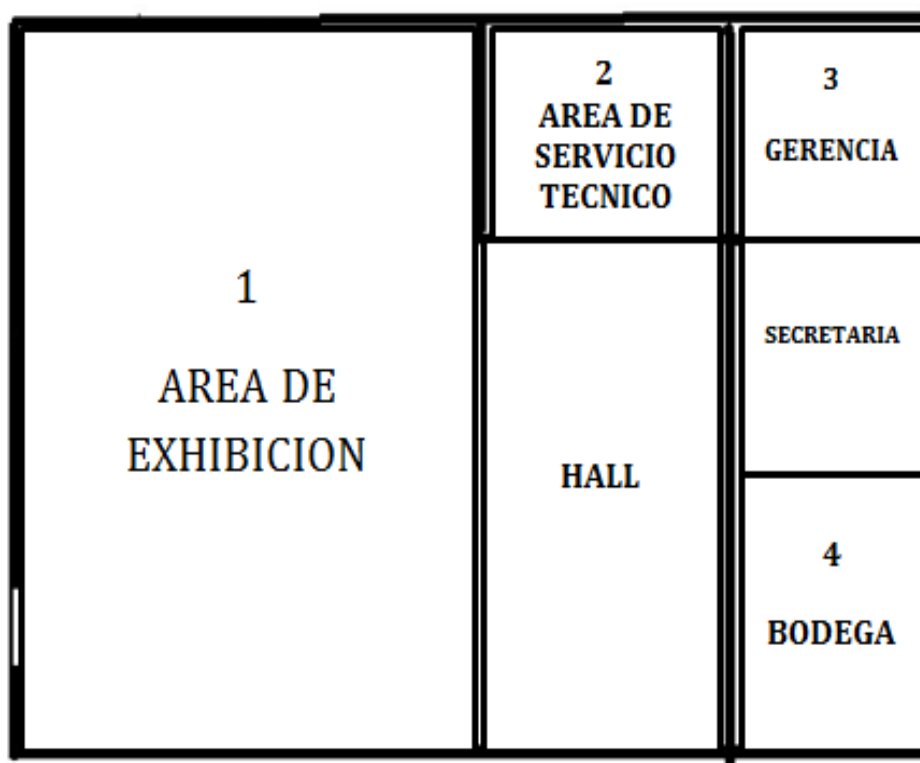 1
AREA DE
EXHIBICION
2
AREA DE
SERVICIO
TECNICO
HALL
3
GERENCIA
SECRETARIA
4
BODEGA